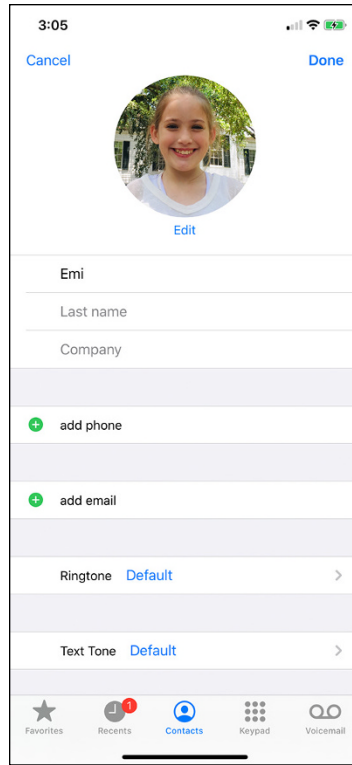 3:05
Cancel Done
Edit
Emi
Last name
Company
add phone
add email
Ringtone Default
Text Tone Default
1
Favorites Recents Contacts Keypad Voicemail